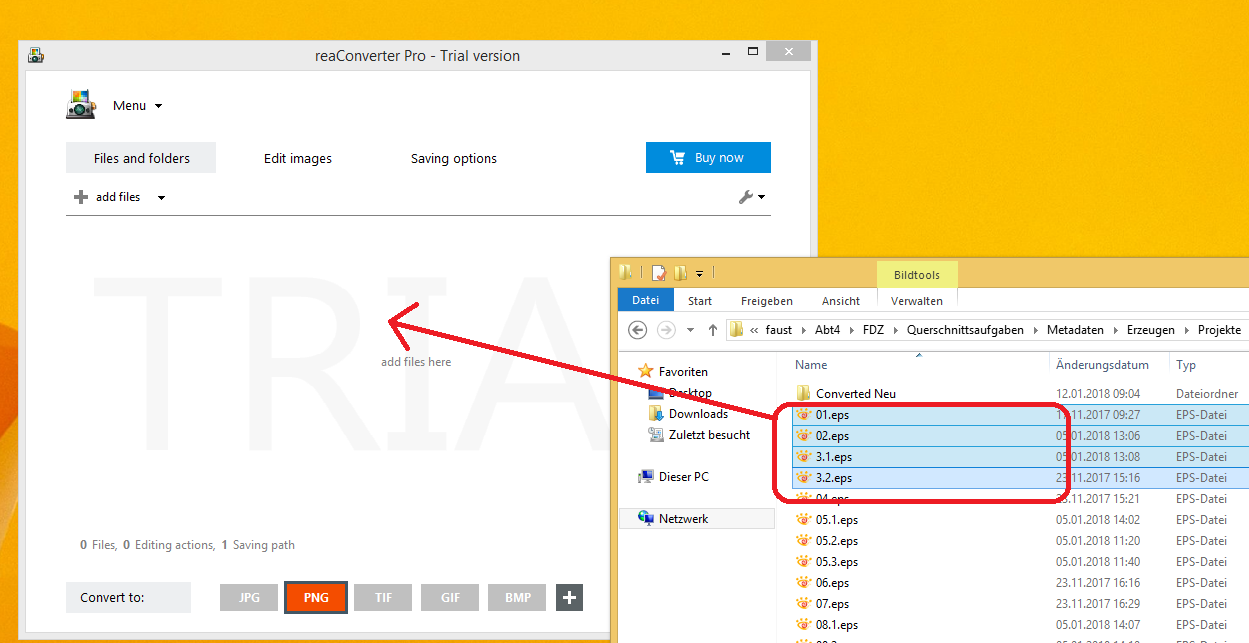 reaConverter Pro - Trial version
Menu
Files and folders Edit images Saving options Buy now
add files
TRIA
add files here
0 Files, 0 Editing actions, 1 Saving path
Convert to: JPG PNG TIF GIF BMP
Bildtools
Datei Start Freigeben Ansicht Verwalten
« faust Abt4 FDZ Querschnittsaufgaben Metadaten Erzeugen Projekte
Favoriten
Desktop
Downloads
Zuletzt besucht
Dieser PC
Netzwerk
Name Änderungsdatum Typ
Converted Neu 12.01.2018 09:04 Dateiordner
01.eps 17.11.2017 09:27 EPS-Datei
02.eps 05.01.2018 13:06 EPS-Datei
3.1.eps 05.01.2018 13:08 EPS-Datei
3.2.eps 23.11.2017 15:16 EPS-Datei
04.eps 23.11.2017 15:21 EPS-Datei
05.1.eps 05.01.2018 14:02 EPS-Datei
05.2.eps 05.01.2018 11:20 EPS-Datei
05.3.eps 05.01.2018 11:40 EPS-Datei
06.eps 23.11.2017 16:16 EPS-Datei
07.eps 23.11.2017 16:29 EPS-Datei
08.1.eps 05.01.2018 14:07 EPS-Datei